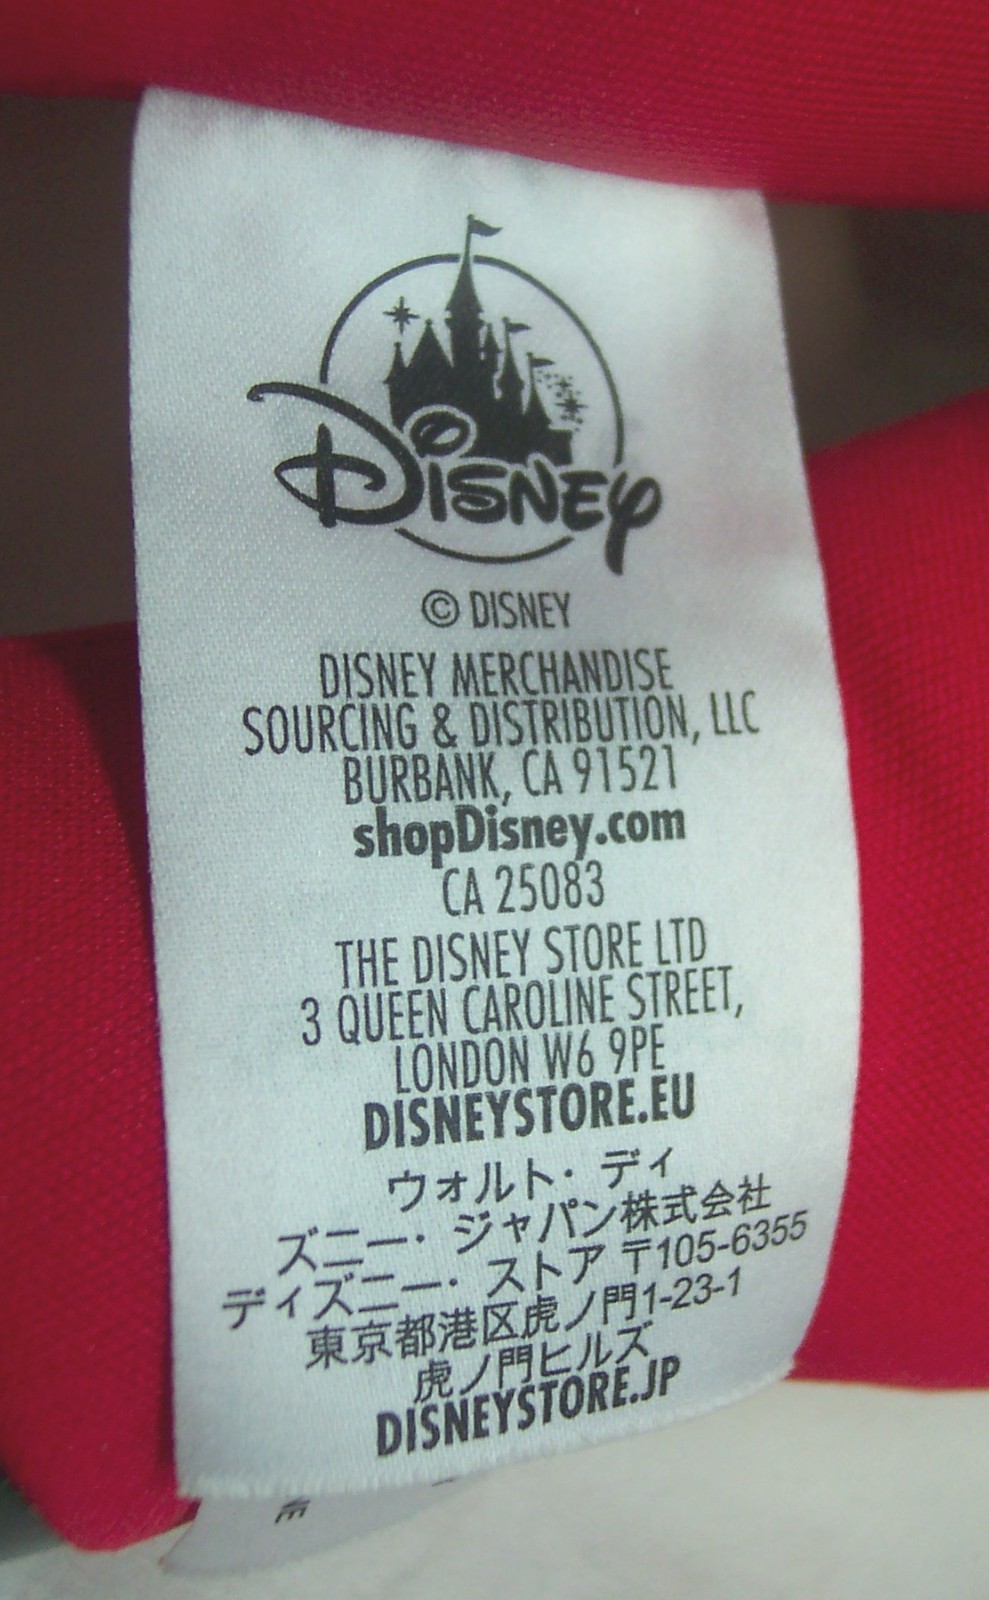 DISNEY
© DISNEY
DISNEY MERCHANDISE
SOURCING & DISTRIBUTION, LLC
BURBANK, CA 91521
shopDisney.com
CA 25083
THE DISNEY STORE LTD
3 QUEEN CAROLINE STREET,
LONDON W6 9PE
DISNEYSTORE.EU
ウォルト・ディ
ズニー・ジャパン株式会社
ディズニー・ストア 〒105-6355
東京都港区虎ノ門1-23-1
虎ノ門ヒルズ
DISNEYSTORE.JP